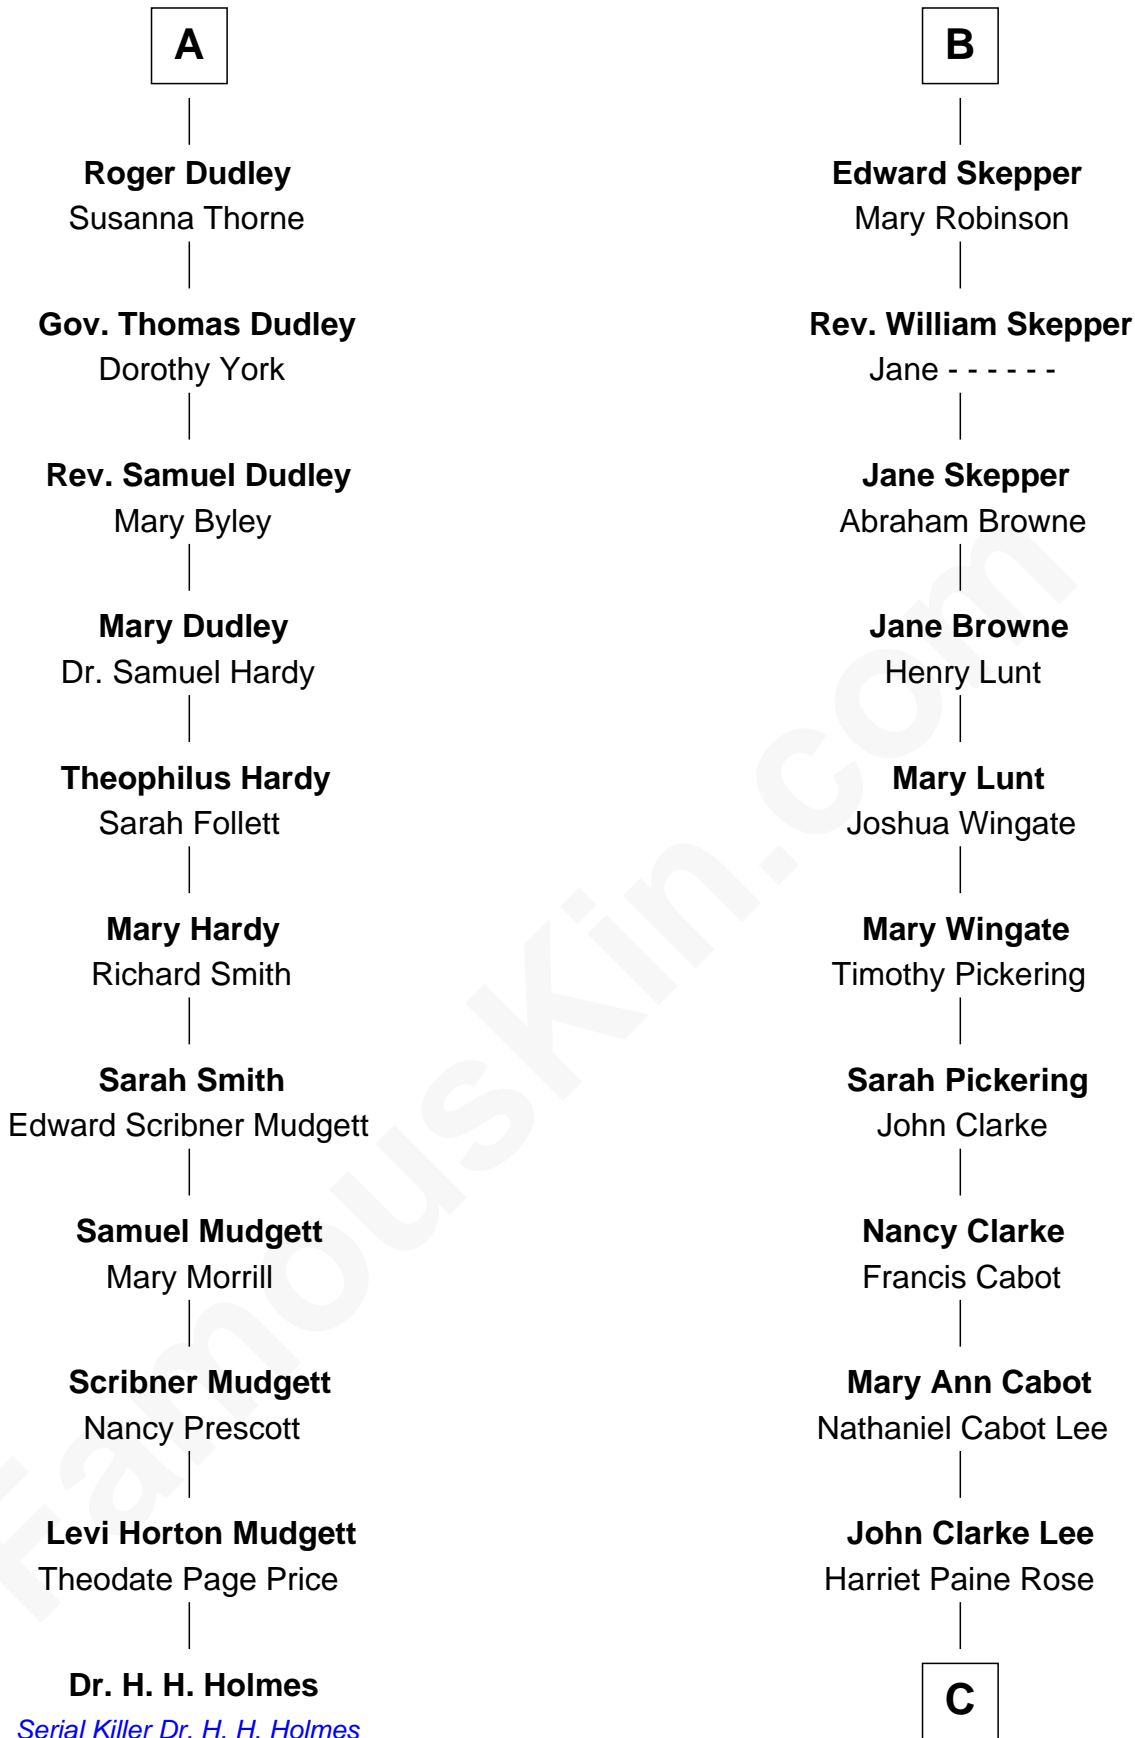 A
Roger Dudley
Susanna Thorne
Gov. Thomas Dudley
Dorothy York
Rev. Samuel Dudley
Mary Byley
Mary Dudley
Dr. Samuel Hardy
Theophilus Hardy
Sarah Follett
Mary Hardy
Richard Smith
Sarah Smith
Edward Scribner Mudgett
Samuel Mudgett
Mary Morrill
Scribner Mudgett
Nancy Prescott
Levi Horton Mudgett
Theodate Page Price
Dr. H. H. Holmes
Serial Killer Dr. H. H. Holmes
B
Edward Skepper
Mary Robinson
Rev. William Skepper
Jane - - - - - -
Jane Skepper
Abraham Browne
Jane Browne
Henry Lunt
Mary Lunt
Joshua Wingate
Mary Wingate
Timothy Pickering
Sarah Pickering
John Clarke
Nancy Clarke
Francis Cabot
Mary Ann Cabot
Nathaniel Cabot Lee
John Clarke Lee
Harriet Paine Rose
C
FamousKin.com